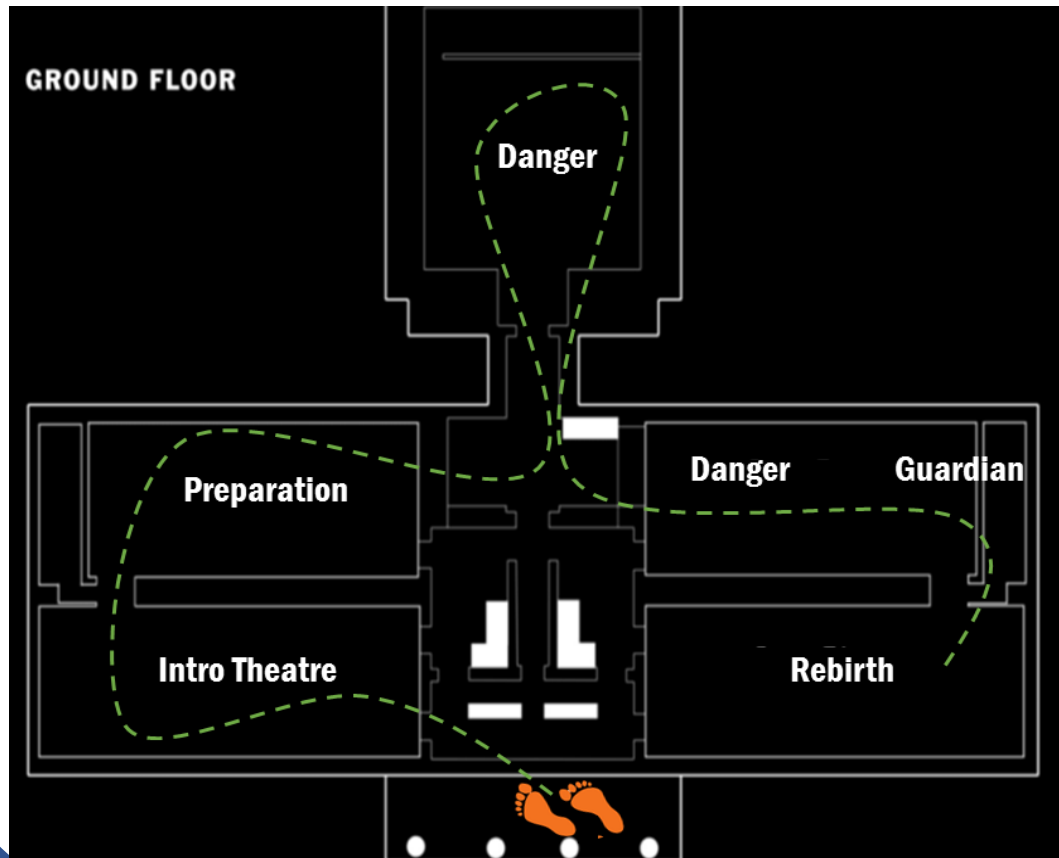 GROUND FLOOR
Danger
Preparation
Danger
Guardian
Intro Theatre
Rebirth